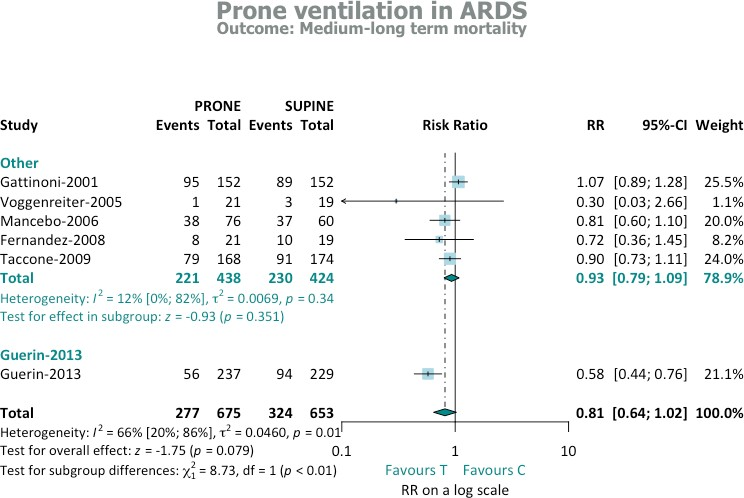 Prone ventilation in ARDS
Outcome: Medium-long term mortality
PRONE SUPINE
Study Events Total Events Total Risk Ratio RR 95%-CI Weight
Other
Gattinoni-2001 95 152 89 152 1.07 [0.89; 1.28] 25.5%
Voggenreiter-2005 1 21 3 19 0.30 [0.03; 2.66] 1.1%
Mancebo-2006 38 76 37 60 0.81 [0.60; 1.10] 20.1%
Fernandez-2008 8 21 10 19 0.72 [0.36; 1.45] 8.2%
Taccone-2009 79 168 91 174 0.90 [0.73; 1.11] 24.0%
Total 221 438 230 424 0.93 [0.79; 1.09] 78.9%
Heterogeneity: I² = 12% [0%; 82%], τ² = 0.0069, p = 0.34
Test for effect in subgroup: z = -0.93 (p = 0.351)
Guerin-2013
Guerin-2013 56 237 94 229 0.58 [0.44; 0.76] 21.1%
Total 277 675 324 653 0.81 [0.64; 1.02] 100.0%
Heterogeneity: I² = 66% [20%; 86%], τ² = 0.0460, p = 0.01
Test for overall effect: z = -1.75 (p = 0.079)
0.1 1 10
Test for subgroup differences: χ₁² = 8.73, df = 1 (p < 0.01)
Favours T Favours C
RR on a log scale